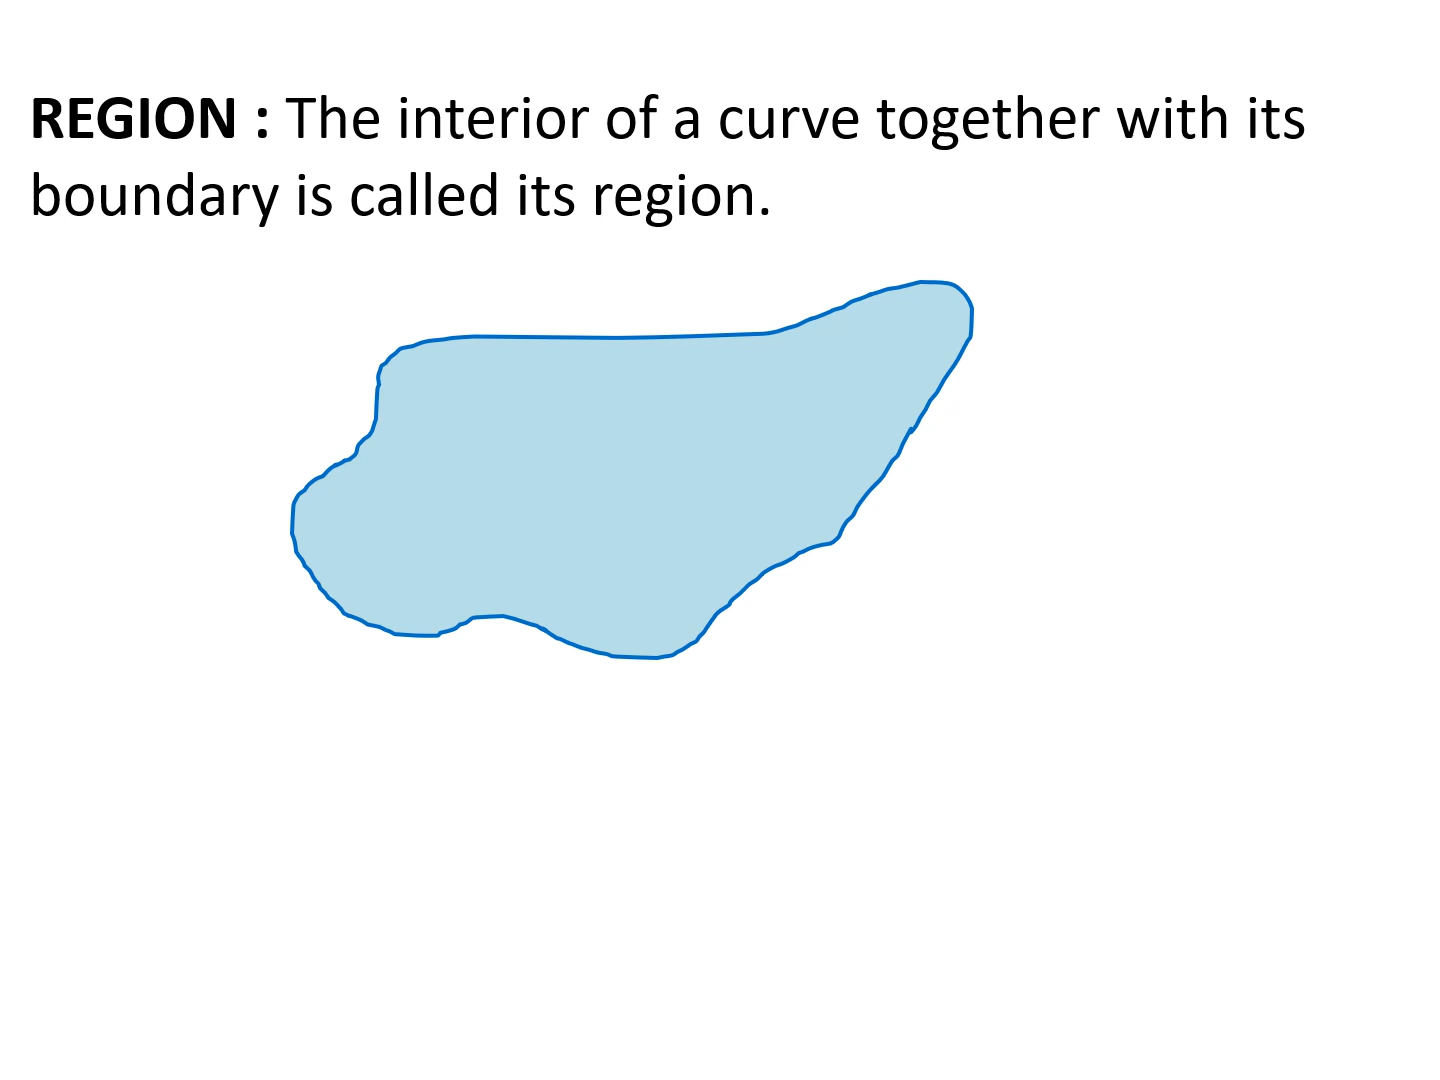 REGION : The interior of a curve together with its
boundary is called its region.